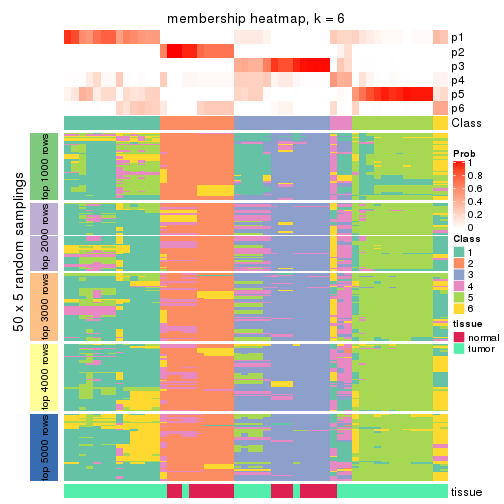 membership heatmap, k = 6
p1
p2
p3
p4
p5
p6
Class
50 x 5 random samplings
top 1000 rows
top 2000 rows
top 3000 rows
top 4000 rows
top 5000 rows
Prob
1
0.8
0.6
0.4
0.2
0
Class
1
2
3
4
5
6
tissue
normal
tumor
tissue